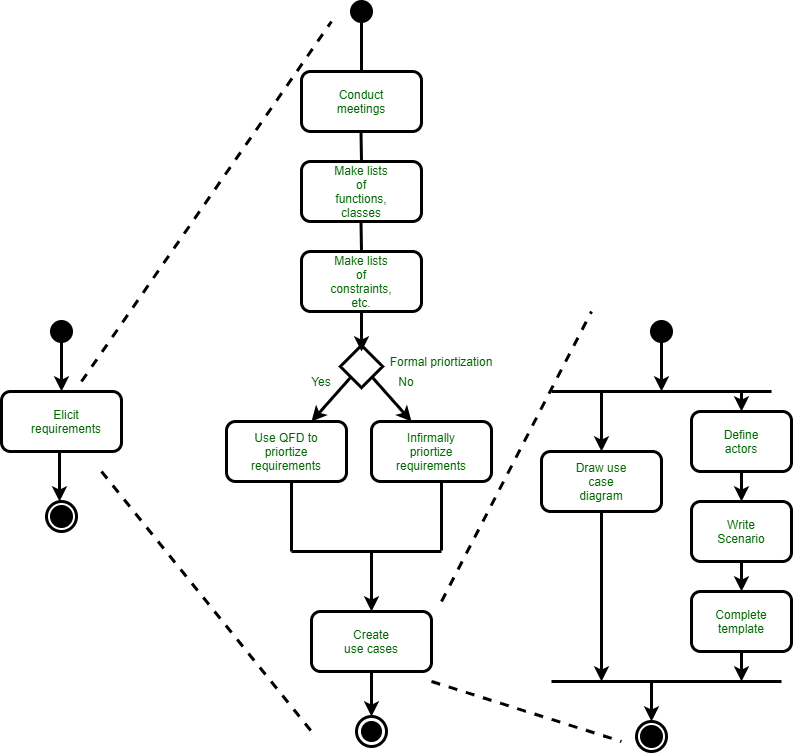 Conduct
meetings
Make lists
of
functions,
classes
Make lists
of
constraints,
etc.
Formal priortization
Yes
No
Elicit
requirements
Use QFD to
priortize
requirements
Infirmally
priortize
requirements
Create
use cases
Draw use
case
diagram
Define
actors
Write
Scenario
Complete
template